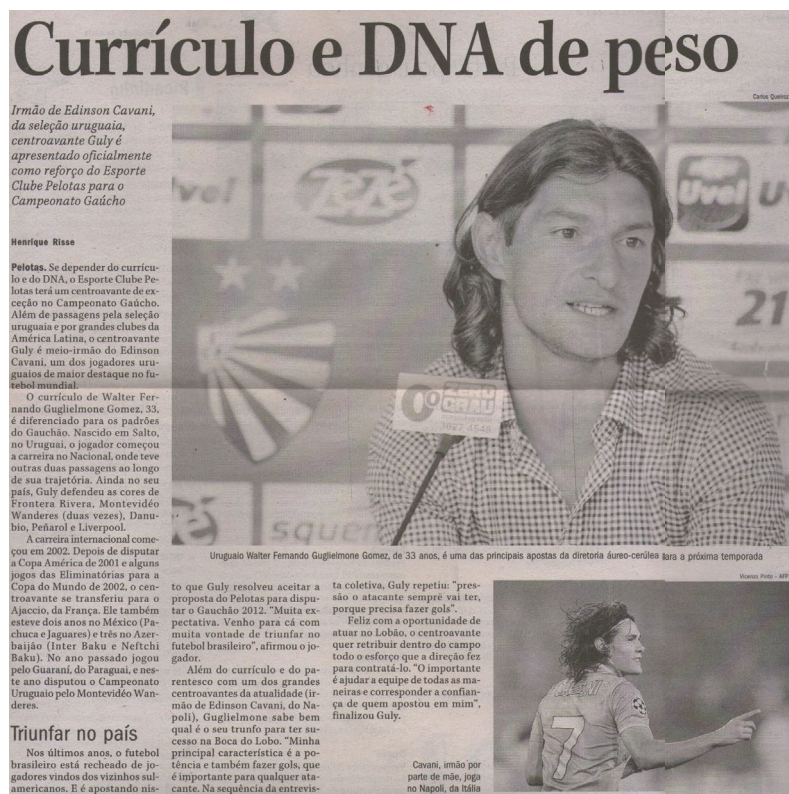 Currículo e DNA de peso
Irmão de Edinson Cavani,
da seleção uruguaia,
centroavante Guly é
apresentado oficialmente
como reforço do Esporte
Clube Pelotas para o
Campeonato Gaúcho
Henrique Risse
Pelotas. Se depender do currícu-
lo e do DNA, o Esporte Clube Pe-
lotas terá um centroavante de ex-
ceção no Campeonato Gaúcho.
Além de passagens pela seleção
uruguaia e por grandes clubes da
América Latina, o centroavante
Guly é meio-irmão do Edinson
Cavani, um dos jogadores uru-
guaios de maior destaque no fu-
tebol mundial.
O currículo de Walter Fer-
nando Guglielmone Gomez, 33,
é diferenciado para os padrões
do Gauchão. Nascido em Salto,
no Uruguai, o jogador começou
a carreira no Nacional, onde teve
outras duas passagens ao longo
de sua trajetória. Ainda no seu
país, Guly defendeu as cores de
Frontera Rivera, Montevidéo
Wanderes (duas vezes), Danu-
bio, Peñarol e Liverpool.
A carreira internacional come-
çou em 2002. Depois de disputar
a Copa América de 2001 e alguns
jogos das Eliminatórias para a
Copa do Mundo de 2002, o cen-
troavante se transferiu para o
Ajaccio, da França. Ele também
esteve dois anos no México (Pa-
chuca e Jaguares) e três no Azer-
baijão (Inter Baku e Neftchi
Baku). No ano passado jogou
pelo Guaraní, do Paraguai, e nes-
te ano disputou o Campeonato
Uruguaio pelo Montevidéo Wan-
deres.
Triunfar no país
Nos últimos anos, o futebol
brasileiro está recheado de jo-
gadores vindos dos vizinhos sul-
americanos. E é apostando nis-
Carlos Queiroz
Uvel
TeZé
Uvel
U
21
0º
ZERO
GRAU
3027 4548
squen
Uruguaio Walter Fernando Guglielmone Gomez, de 33 anos, é uma das principais apostas da diretoria áureo-cerúlea para a próxima temporada
to que Guly resolveu aceitar a
proposta do Pelotas para dispu-
tar o Gauchão 2012. “Muita ex-
pectativa. Venho para cá com
muita vontade de triunfar no
futebol brasileiro”, afirmou o jo-
gador.
Além do currículo e do pa-
rentesco com um dos grandes
centroavantes da atualidade (ir-
mão de Edinson Cavani, do Na-
poli), Guglielmone sabe bem
qual é o seu trunfo para ter su-
cesso na Boca do Lobo. “Minha
principal característica é a po-
tência e também fazer gols, que
é importante para qualquer ata-
cante. Na sequência da entrevis-
ta coletiva, Guly repetiu: “pres-
são o atacante sempre vai ter,
porque precisa fazer gols”.
Feliz com a oportunidade de
atuar no Lobão, o centroavante
quer retribuir dentro do campo
todo o esforço que a direção fez
para contratá-lo. “O importante
é ajudar a equipe de todas as ma-
neiras e corresponder a confian-
ça de quem apostou em mim”,
finalizou Guly.
Vicenzo Pinto - AFP
CAVANI
7
Cavani, irmão por
parte de mãe, joga
no Napoli, da Itália